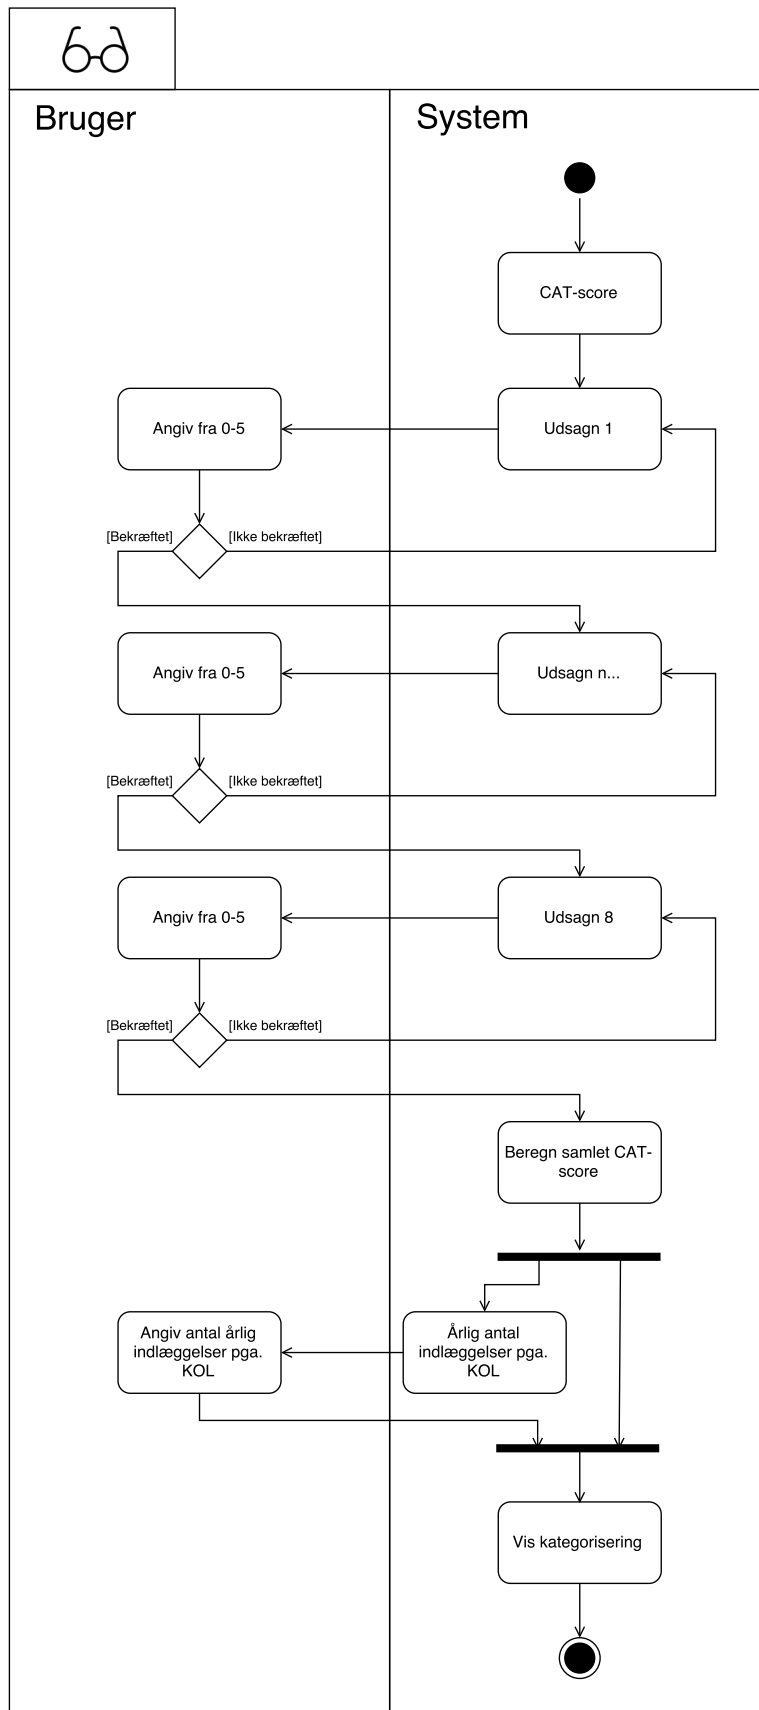 Bruger
System
CAT-score
Angiv fra 0-5
Udsagn 1
[Bekræftet]
[Ikke bekræftet]
Angiv fra 0-5
Udsagn n...
[Bekræftet]
[Ikke bekræftet]
Angiv fra 0-5
Udsagn 8
[Bekræftet]
[Ikke bekræftet]
Beregn samlet CAT-
score
Angiv antal årlig
indlæggelser pga.
KOL
Årlig antal
indlæggelser pga.
KOL
Vis kategorisering